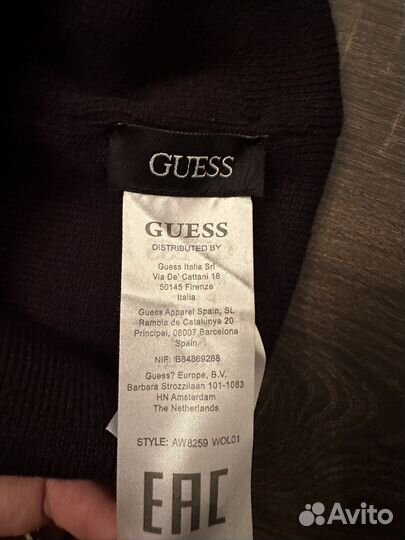 GUESS
GUESS
DISTRIBUTED BY
Guess Italia Srl
Via De' Cattani 18
50145 Firenze
Italia
Guess Apparel Spain, SL
Rambla de Catalunya 20
Principal, 08007 Barcelona
Spain
NIF: B84869288
Guess? Europe, B.V.
Barbara Strozziiaan 101-1083
HN Amsterdam
The Netherlands
STYLE: AW8259 WOL01
EAC
Avito